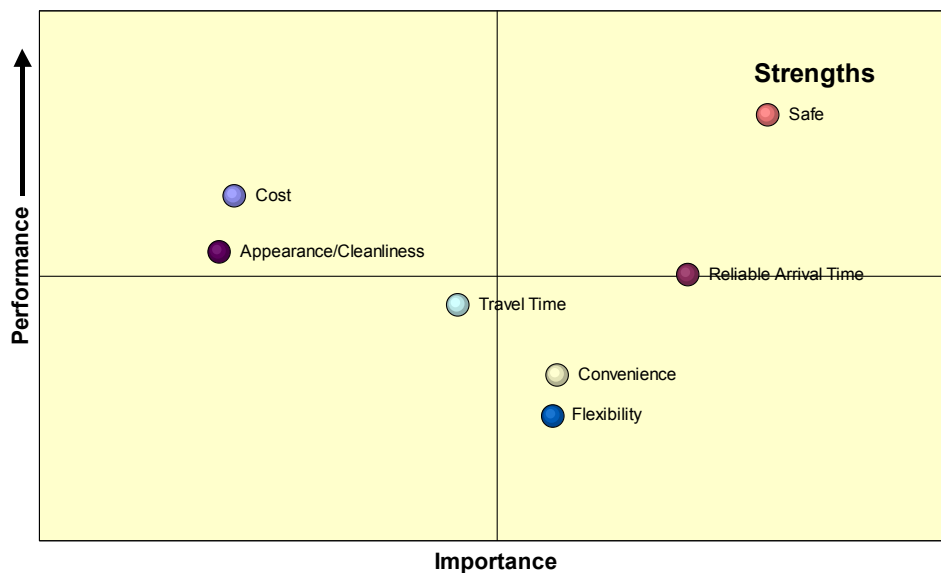 Strengths
Safe
Cost
Appearance/Cleanliness
Reliable Arrival Time
Travel Time
Convenience
Flexibility
Performance
Importance